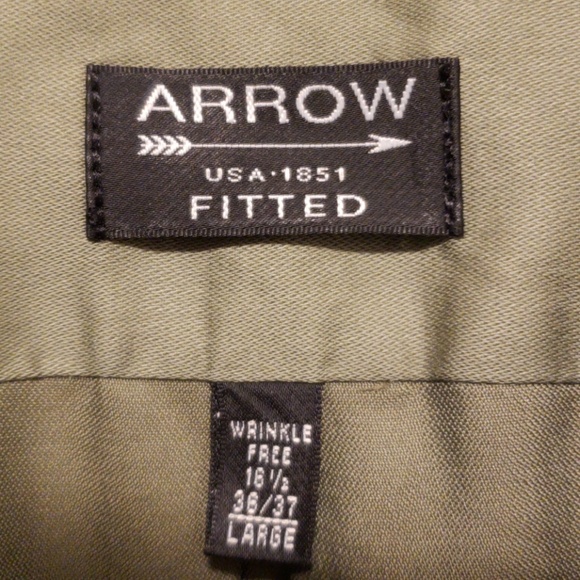 ARROW
USA·1851
FITTED
WRINKLE
FREE
16 1/2
36/37
LARGE